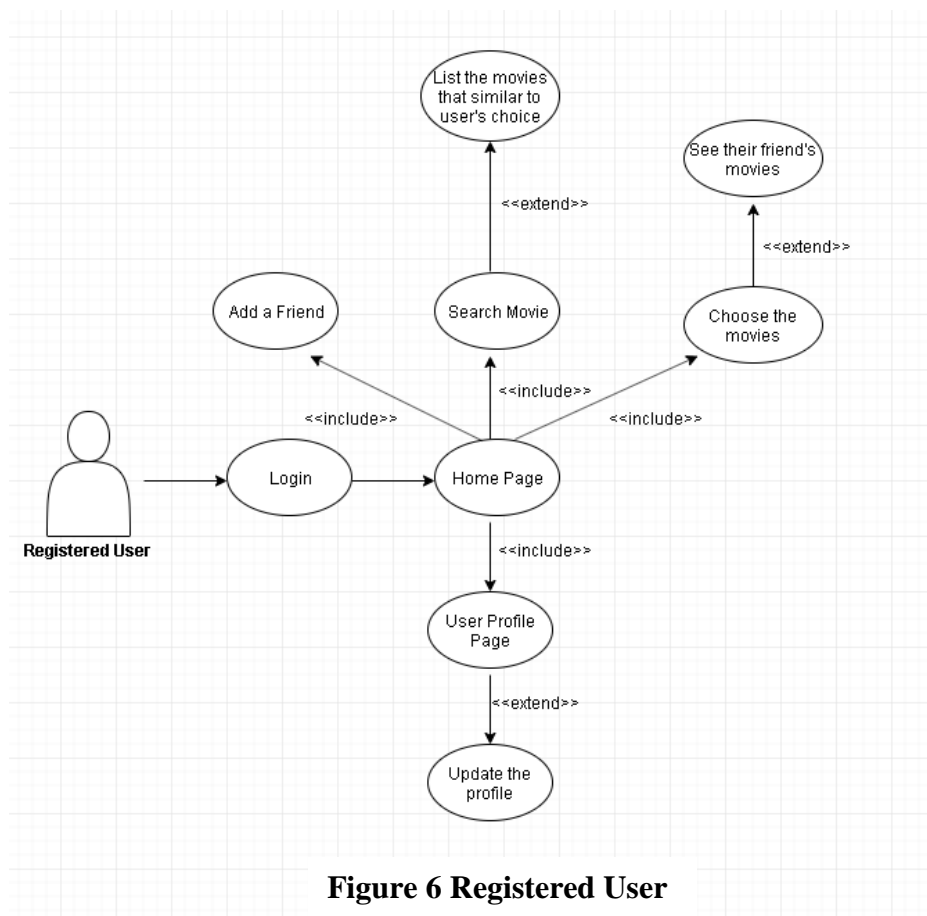 List the movies
that similar to
user's choice
See their friend's
movies
<<extend>>
<<extend>>
Add a Friend
Search Movie
Choose the
movies
<<include>>
<<include>>
<<include>>
Login
Home Page
Registered User
<<include>>
User Profile
Page
<<extend>>
Update the
profile
Figure 6 Registered User